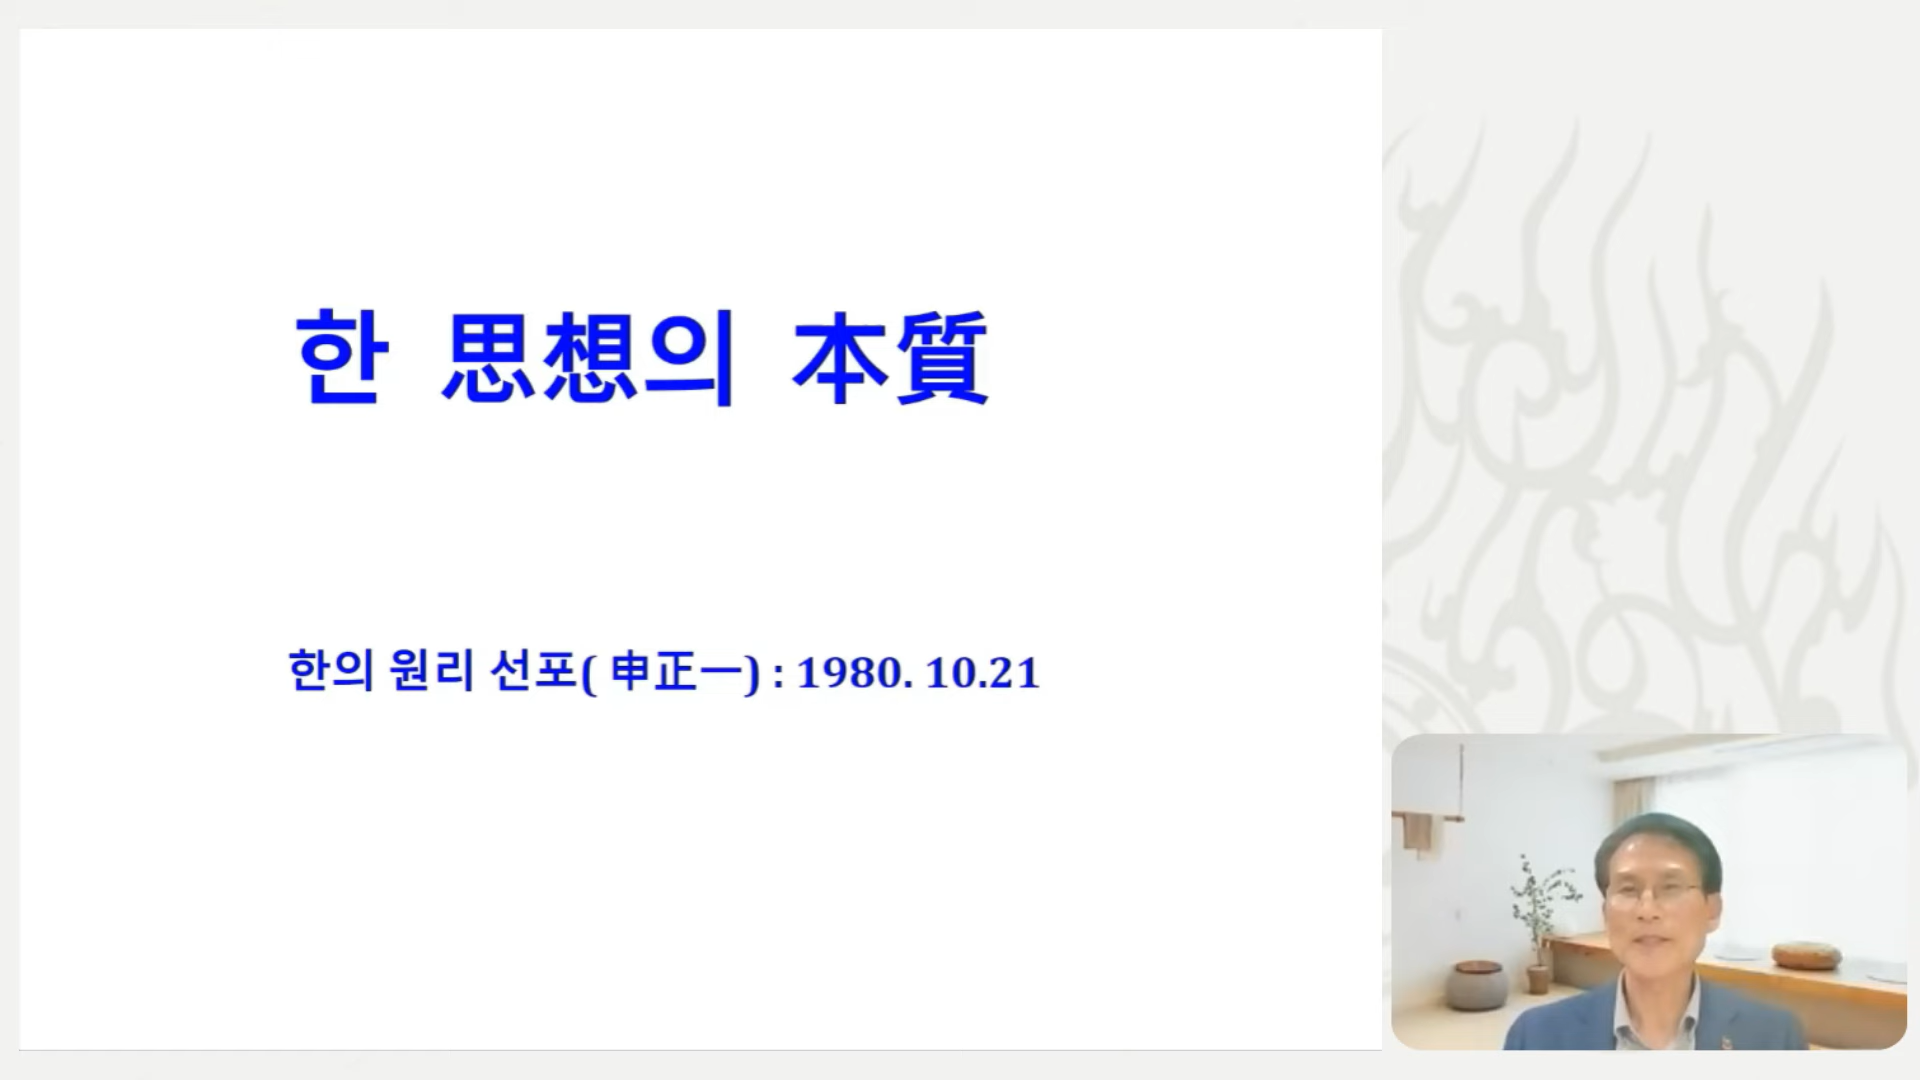 한 思想의 本質
한의 원리 선포( 申正一) : 1980. 10.21